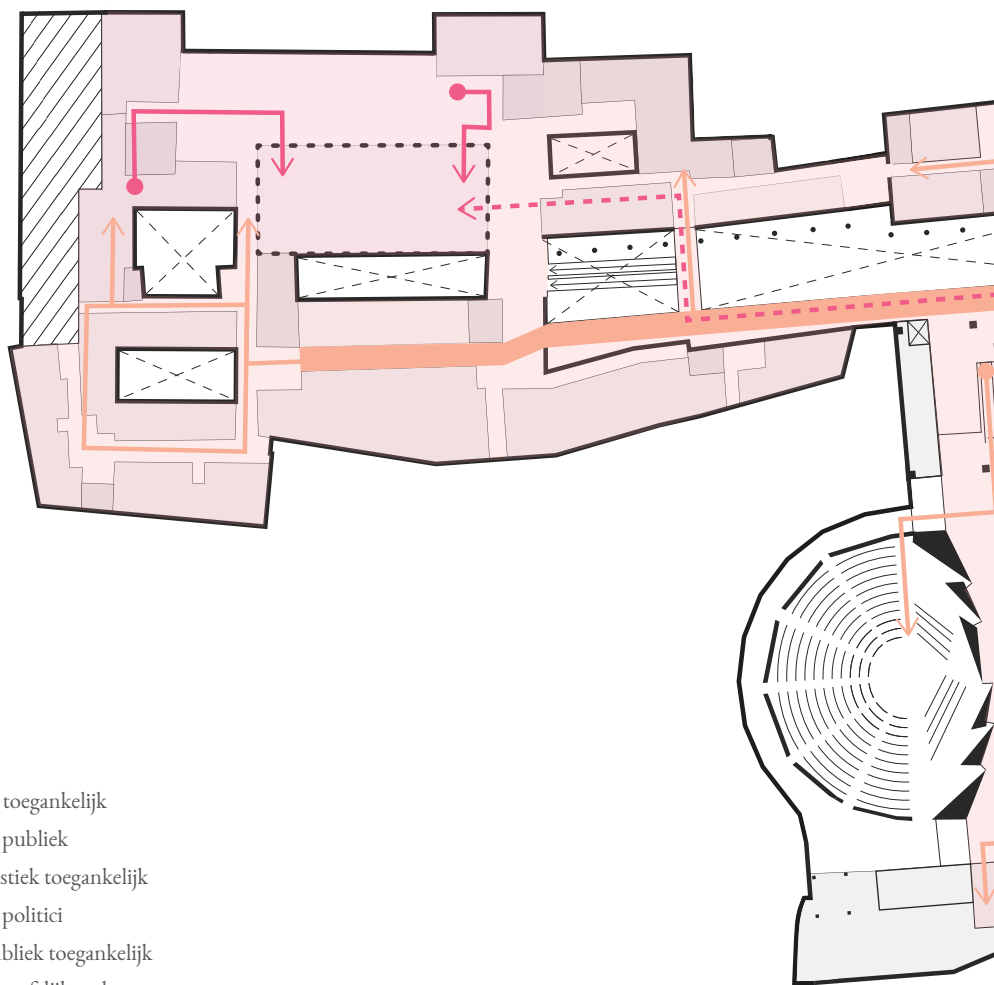 toegankelijk
publiek
stiek toegankelijk
politici
bliek toegankelijk